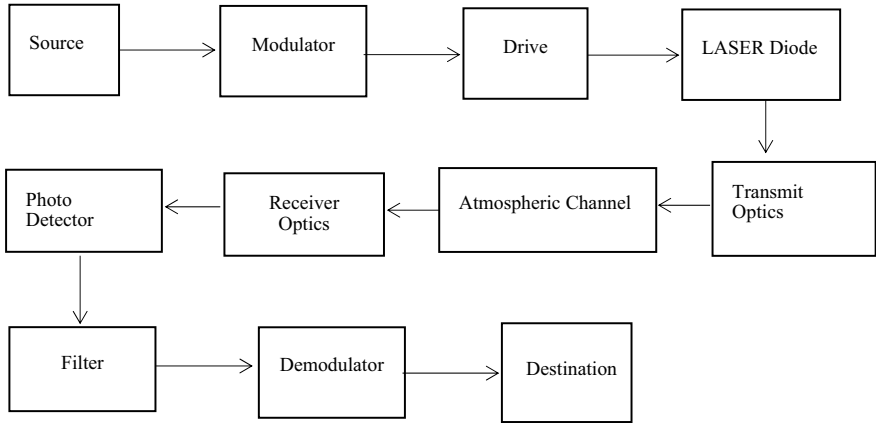 Source
Modulator
Drive
LASER Diode
Transmit
Optics
Atmospheric Channel
Receiver
Optics
Photo
Detector
Filter
Demodulator
Destination